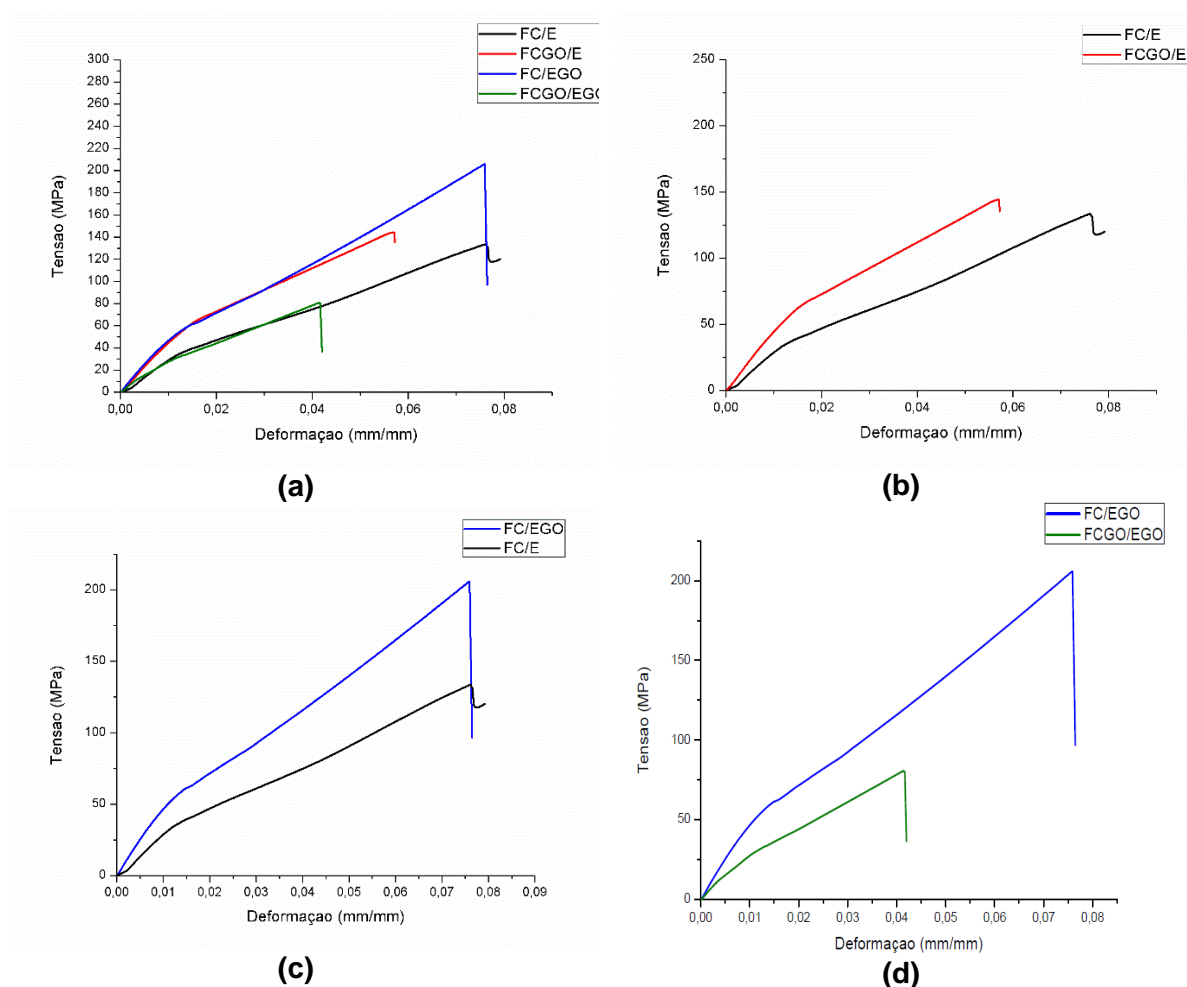 FC/E
FCGO/E
FC/EGO
FCGO/EGO
300
280
260
240
220
200
180
160
140
120
100
80
60
40
20
0
Tensao (MPa)
0,00 0,02 0,04 0,06 0,08
Deformaçao (mm/mm)
(a)
FC/E
FCGO/E
250
200
150
100
50
0
Tensao (MPa)
0,00 0,02 0,04 0,06 0,08
Deformaçao (mm/mm)
(b)
FC/EGO
FC/E
200
150
100
50
0
Tensao (MPa)
0,00 0,01 0,02 0,03 0,04 0,05 0,06 0,07 0,08 0,09
Deformaçao (mm/mm)
(c)
FC/EGO
FCGO/EGO
200
150
100
50
0
Tensao (MPa)
0,00 0,01 0,02 0,03 0,04 0,05 0,06 0,07 0,08
Deformaçao (mm/mm)
(d)